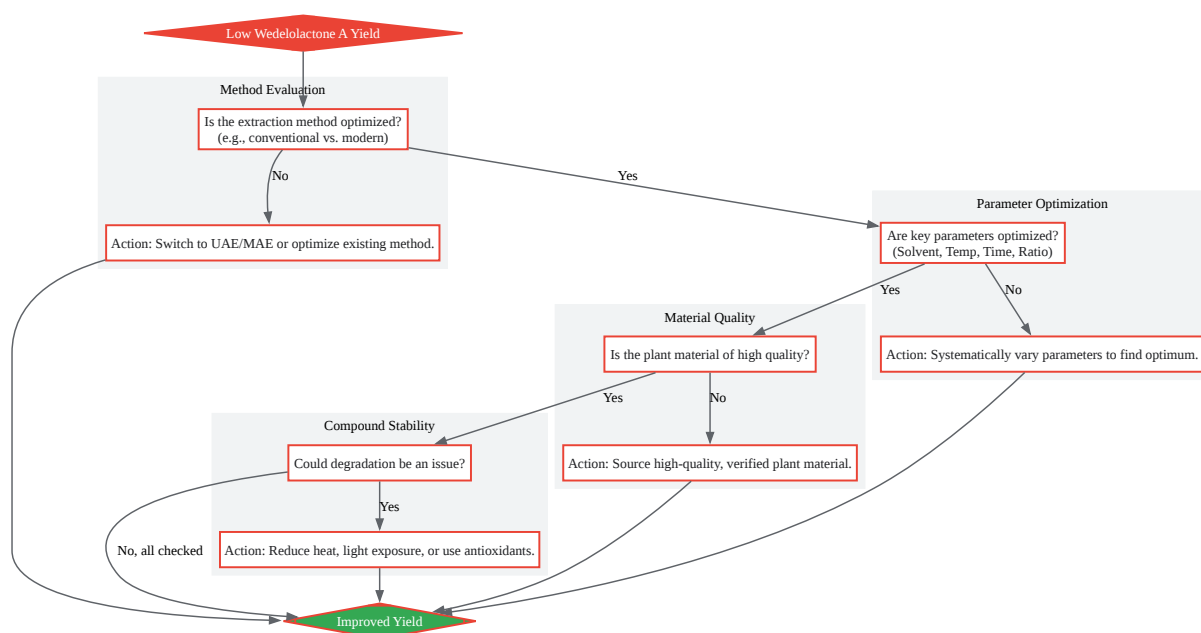 Low Wedelolactone A Yield
Method Evaluation
Is the extraction method optimized?
(e.g., conventional vs. modern)
No
Yes
Action: Switch to UAE/MAE or optimize existing method.
Parameter Optimization
Are key parameters optimized?
(Solvent, Temp, Time, Ratio)
Yes
No
Material Quality
Is the plant material of high quality?
Action: Systematically vary parameters to find optimum.
Yes
No
Compound Stability
Could degradation be an issue?
Action: Source high-quality, verified plant material.
Yes
No, all checked
Action: Reduce heat, light exposure, or use antioxidants.
Improved Yield